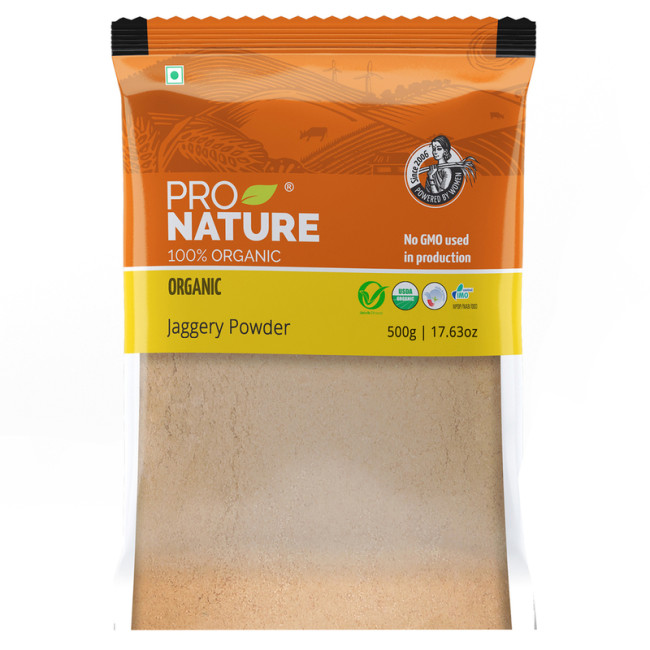 Since 2006
POWERED BY WOMEN
PRO ®
NATURE
100% ORGANIC
No GMO used
in production
ORGANIC
USDA
ORGANIC
IMO
Jaggery Powder
500g | 17.63oz